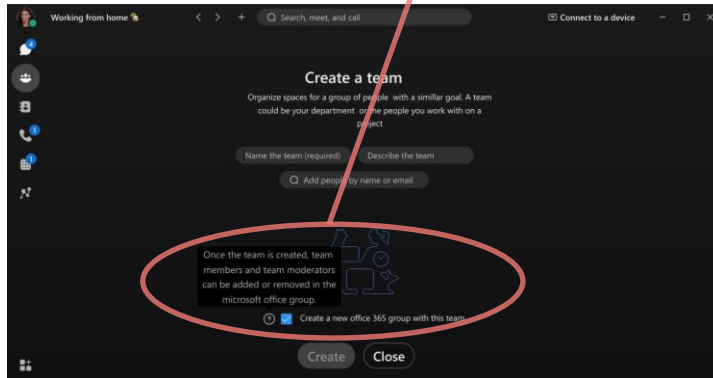 Working from home
Search, meet, and call
Connect to a device
4
Create a team
Organize spaces for a group of people with a simillar goal. A team
could be your department or the people you work with on a
project
1
1
Name the team (required)
Describe the team
Add people by name or email
Once the team is created, team
members and team moderators
can be added or removed in the
microsoft office group.
? Create a new office 365 group with this team
Create
Close